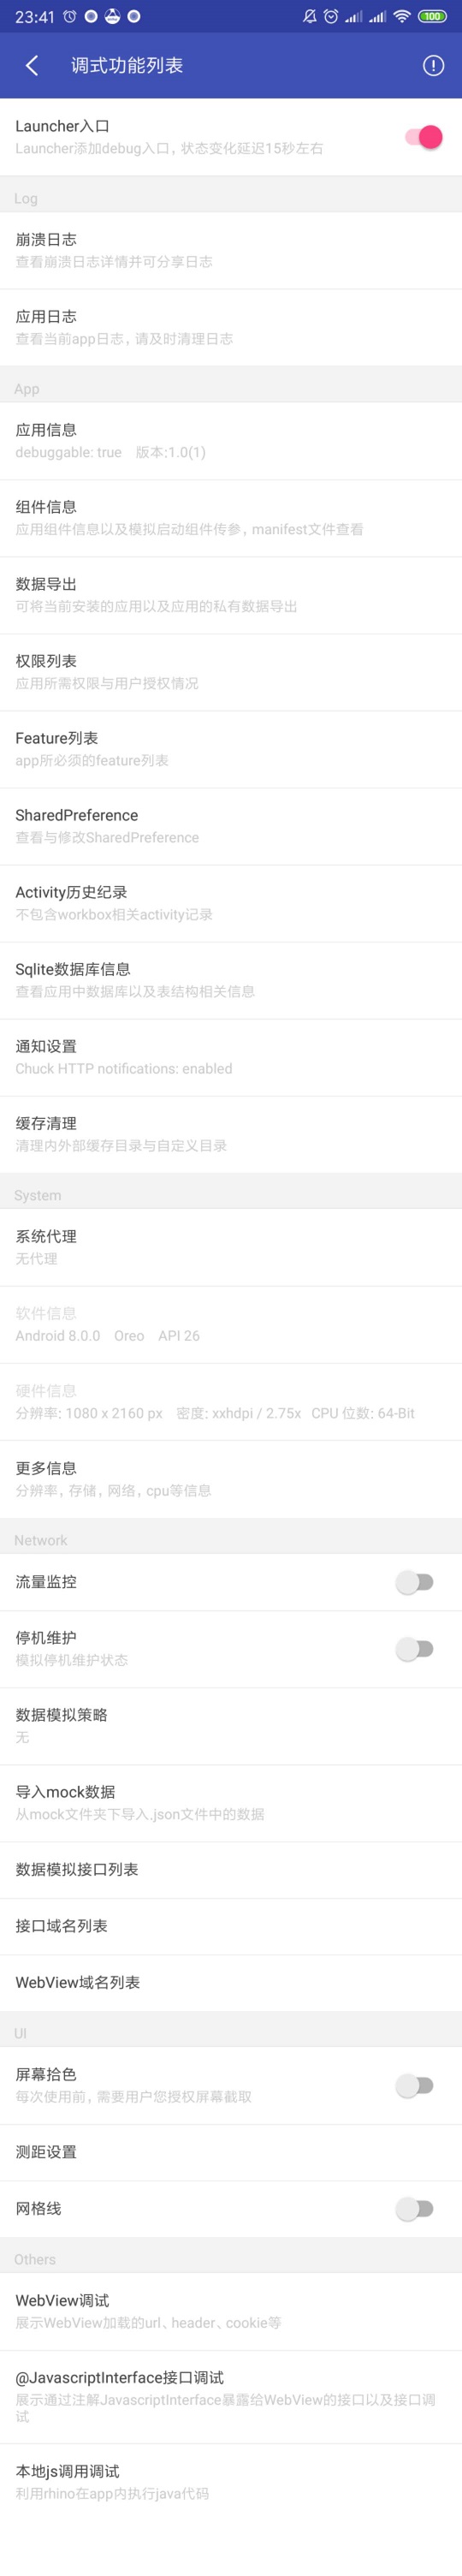 23:41
100
调式功能列表
Launcher入口
Launcher添加debug入口，状态变化延迟15秒左右
Log
崩溃日志
查看崩溃日志详情并可分享日志
应用日志
查看当前app日志，请及时清理日志
App
应用信息
debuggable: true 版本:1.0(1)
组件信息
应用组件信息以及模拟启动组件传参，manifest文件查看
数据导出
可将当前安装的应用以及应用的私有数据导出
权限列表
应用所需权限与用户授权情况
Feature列表
app所必须的feature列表
SharedPreference
查看与修改SharedPreference
Activity历史纪录
不包含workbox相关activity记录
Sqlite数据库信息
查看应用中数据库以及表结构相关信息
通知设置
Chuck HTTP notifications: enabled
缓存清理
清理内外部缓存目录与自定义目录
System
系统代理
无代理
软件信息
Android 8.0.0 Oreo API 26
硬件信息
分辨率: 1080 x 2160 px 密度: xxhdpi / 2.75x CPU 位数: 64-Bit
更多信息
分辨率，存储，网络，cpu等信息
Network
流量监控
停机维护
模拟停机维护状态
数据模拟策略
无
导入mock数据
从mock文件夹下导入.json文件中的数据
数据模拟接口列表
接口域名列表
WebView域名列表
UI
屏幕拾色
每次使用前，需要用户您授权屏幕截取
测距设置
网格线
Others
WebView调试
展示WebView加载的url、header、cookie等
@JavascriptInterface接口调试
展示通过注解JavascriptInterface暴露给WebView的接口以及接口调
试
本地js调用调试
利用rhino在app内执行java代码